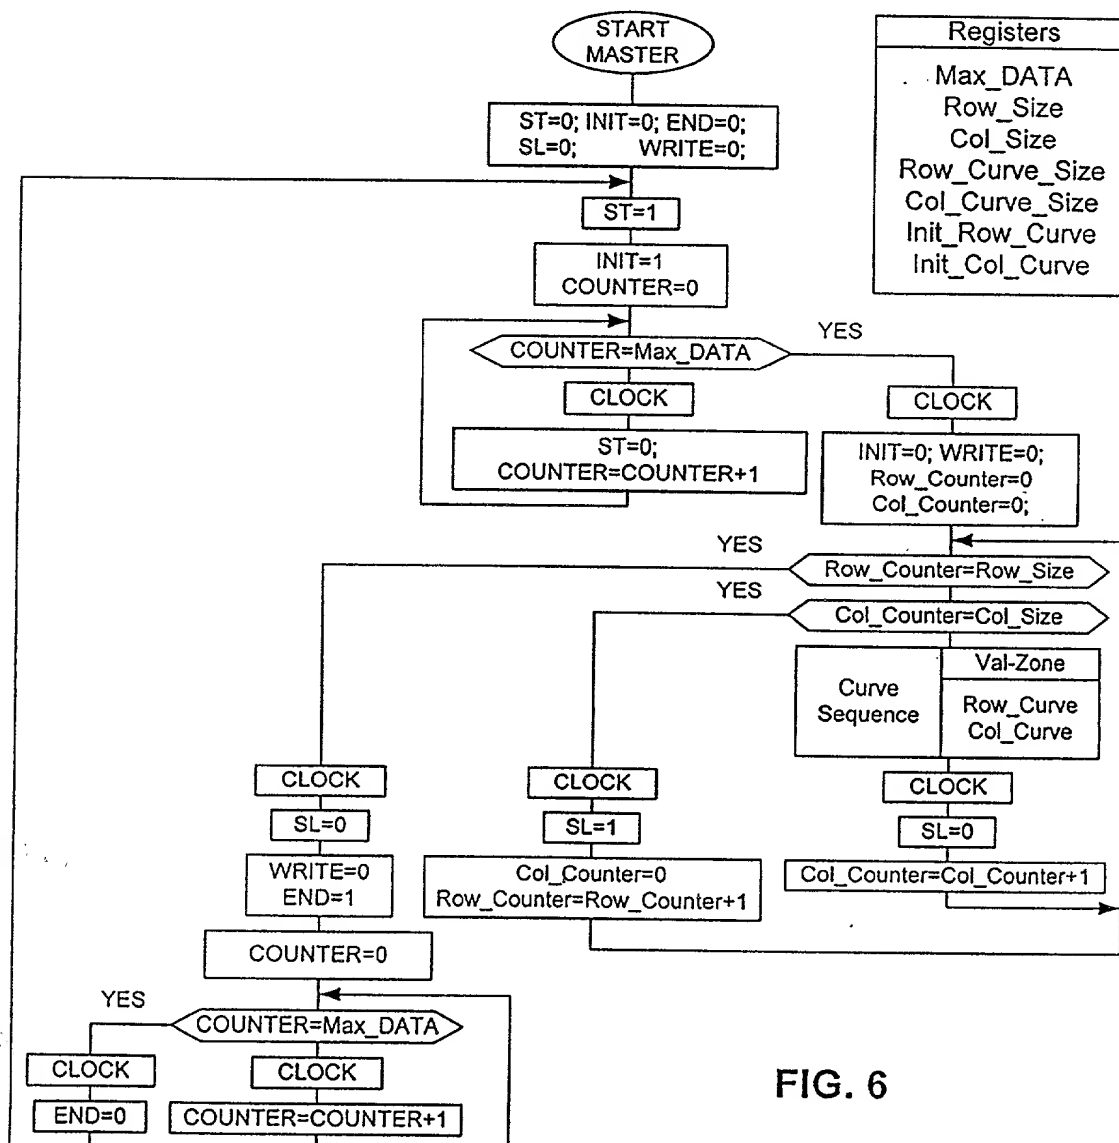 START
MASTER
ST=0; INIT=0; END=0;
SL=0; WRITE=0;
Registers
Max_DATA
Row_Size
Col_Size
Row_Curve_Size
Col_Curve_Size
Init_Row_Curve
Init_Col_Curve
ST=1
INIT=1
COUNTER=0
COUNTER=Max_DATA
YES
CLOCK
ST=0;
COUNTER=COUNTER+1
CLOCK
INIT=0; WRITE=0;
Row_Counter=0
Col_Counter=0;
YES
Row_Counter=Row_Size
YES
Col_Counter=Col_Size
Curve
Sequence
Val-Zone
Row_Curve
Col_Curve
CLOCK
SL=0
WRITE=0
END=1
COUNTER=0
CLOCK
SL=1
Col_Counter=0
Row_Counter=Row_Counter+1
CLOCK
SL=0
Col_Counter=Col_Counter+1
YES
COUNTER=Max_DATA
CLOCK
END=0
CLOCK
COUNTER=COUNTER+1
FIG. 6